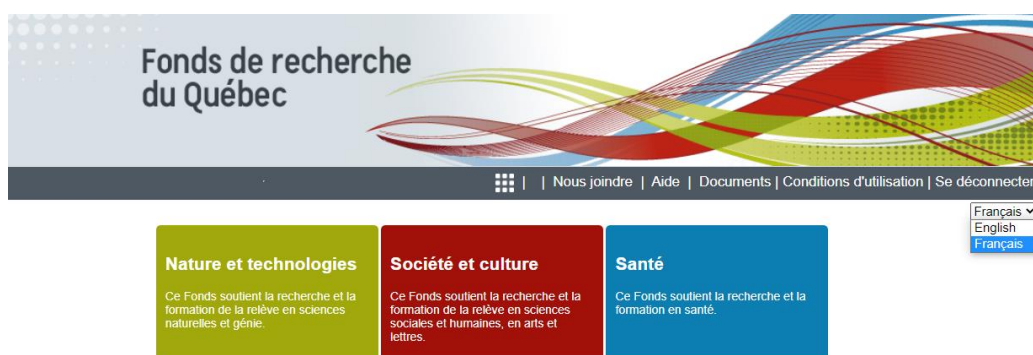 Fonds de recherche
du Québec
| | Nous joindre | Aide | Documents | Conditions d'utilisation | Se déconnecter
Français
English
Français
Nature et technologies
Ce Fonds soutient la recherche et la
formation de la relève en sciences
naturelles et génie.
Société et culture
Ce Fonds soutient la recherche et la
formation de la relève en sciences
sociales et humaines, en arts et
lettres.
Santé
Ce Fonds soutient la recherche et la
formation en santé.